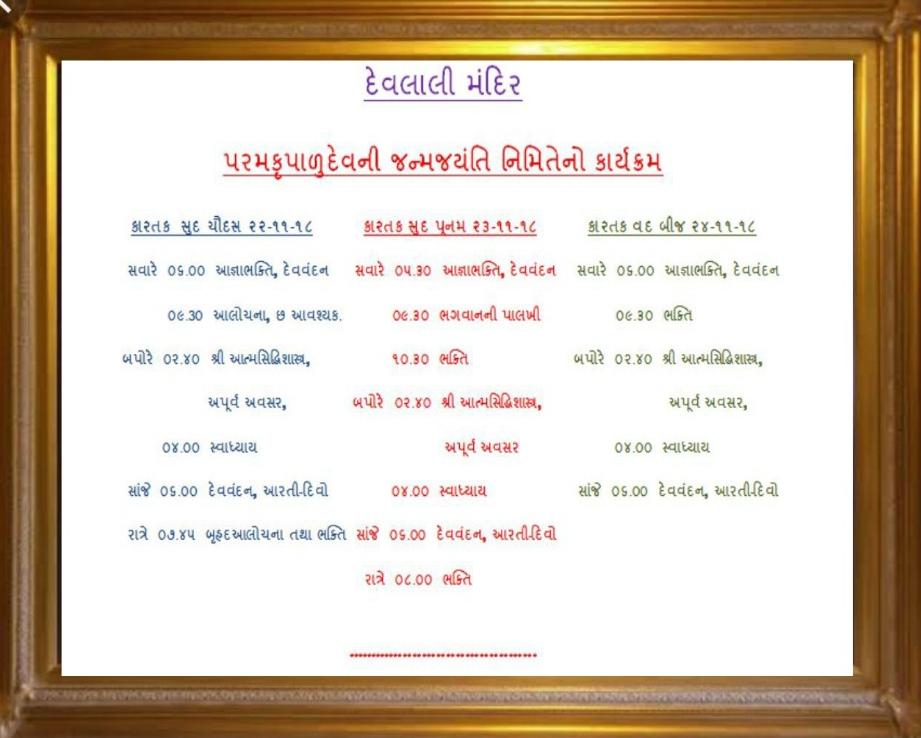 દેવલાલી મંદિર
પરમકૃપાળુદેવની જન્મજયંતિ નિમિતેનો કાર્યક્રમ
કારતક સુદ ચૌદસ ૨૨-૧૧-૧૮
સવારે ૦૬.૦૦ આજ્ઞાભક્તિ, દેવવંદન
૦૯.૩૦ આલોચના, છ આવશ્યક.
બપોરે ૦૨.૪૦ શ્રી આત્મસિદ્ધિશાસ્ત્ર,
અપૂર્વ અવસર,
૦૪.૦૦ સ્વાધ્યાય
સાંજે ૦૬.૦૦ દેવવંદન, આરતી-દિવો
રાત્રે ૦૭.૪૫ બૃહદઆલોચના તથા ભક્તિ
કારતક સુદ પૂનમ ૨૩-૧૧-૧૮
સવારે ૦૫.૩૦ આજ્ઞાભક્તિ, દેવવંદન
૦૯.૩૦ ભગવાનની પાલખી
૧૦.૩૦ ભક્તિ
બપોરે ૦૨.૪૦ શ્રી આત્મસિદ્ધિશાસ્ત્ર,
અપૂર્વ અવસર
૦૪.૦૦ સ્વાધ્યાય
સાંજે ૦૬.૦૦ દેવવંદન, આરતી-દિવો
રાત્રે ૦૮.૦૦ ભક્તિ
કારતક વદ બીજ ૨૪-૧૧-૧૮
સવારે ૦૬.૦૦ આજ્ઞાભક્તિ, દેવવંદન
૦૯.૩૦ ભક્તિ
બપોરે ૦૨.૪૦ શ્રી આત્મસિદ્ધિશાસ્ત્ર,
અપૂર્વ અવસર,
૦૪.૦૦ સ્વાધ્યાય
સાંજે ૦૬.૦૦ દેવવંદન, આરતી-દિવો